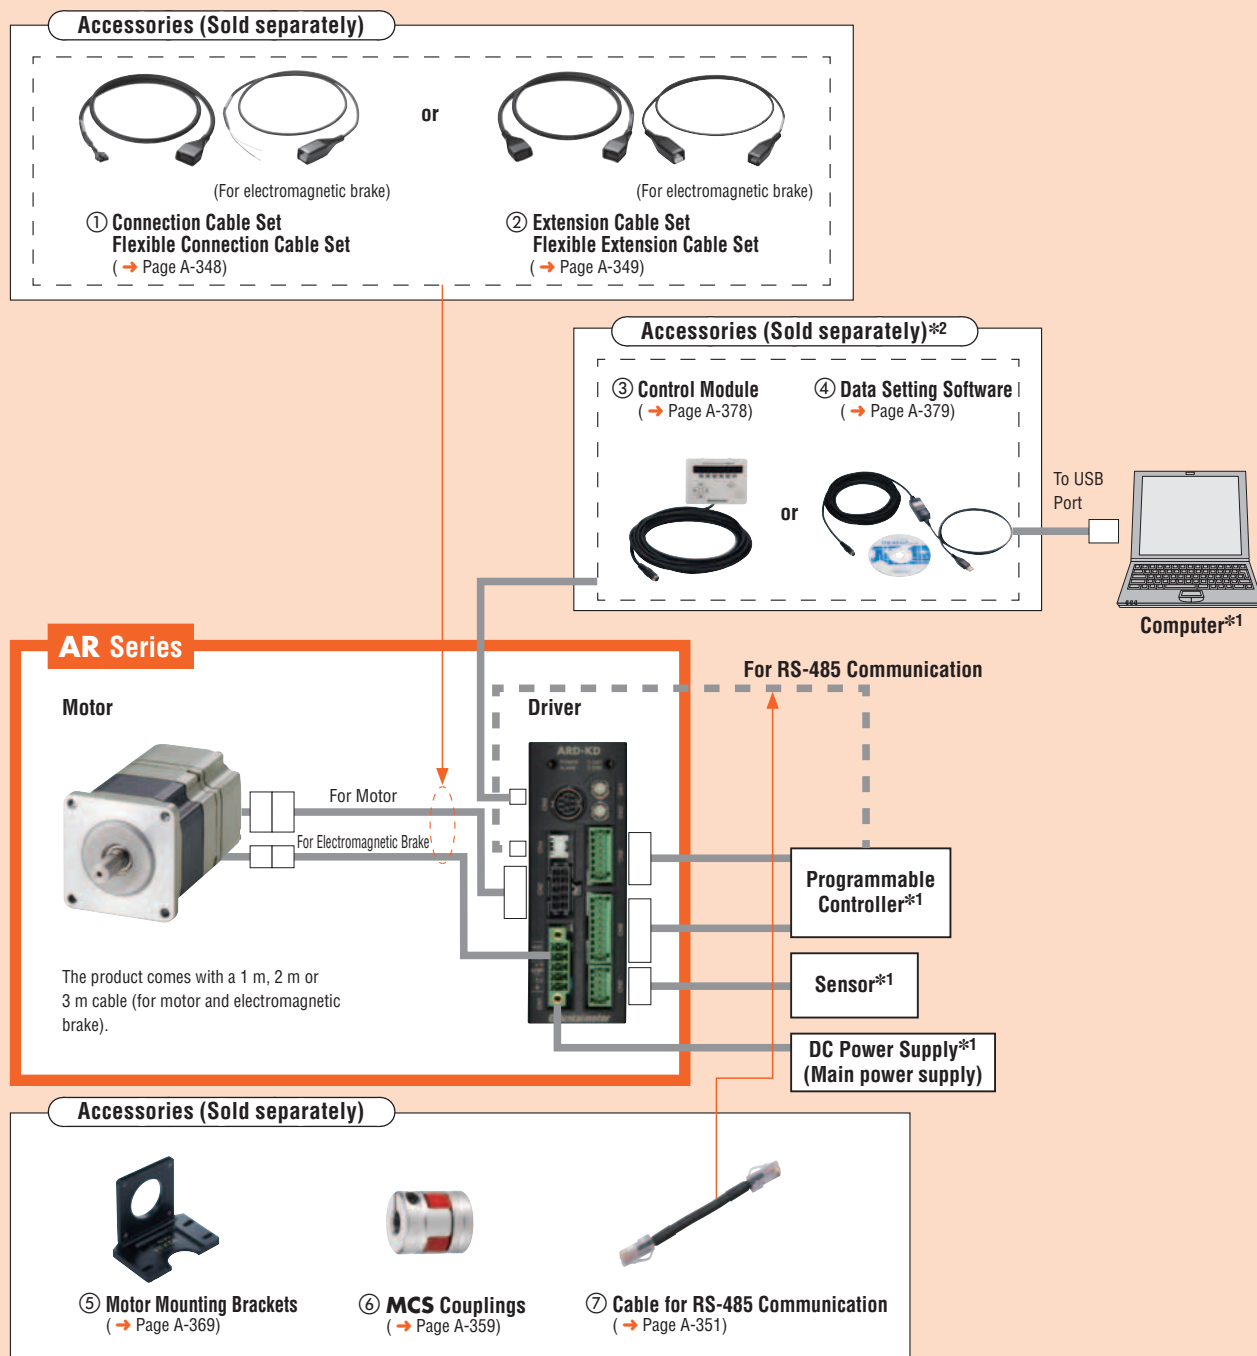 Accessories (Sold separately)
or
(For electromagnetic brake)
(For electromagnetic brake)
① Connection Cable Set
Flexible Connection Cable Set
( ➜ Page A-348)
② Extension Cable Set
Flexible Extension Cable Set
( ➜ Page A-349)
Accessories (Sold separately)*2
③ Control Module
( ➜ Page A-378)
④ Data Setting Software
( ➜ Page A-379)
or
To USB
Port
Computer*1
AR Series
For RS-485 Communication
Motor
Driver
ARD-KD
For Motor
For Electromagnetic Brake
Programmable
Controller*1
Sensor*1
DC Power Supply*1
(Main power supply)
The product comes with a 1 m, 2 m or
3 m cable (for motor and electromagnetic
brake).
Orientalmotor
Accessories (Sold separately)
⑤ Motor Mounting Brackets
( ➜ Page A-369)
⑥ MCS Couplings
( ➜ Page A-359)
⑦ Cable for RS-485 Communication
( ➜ Page A-351)